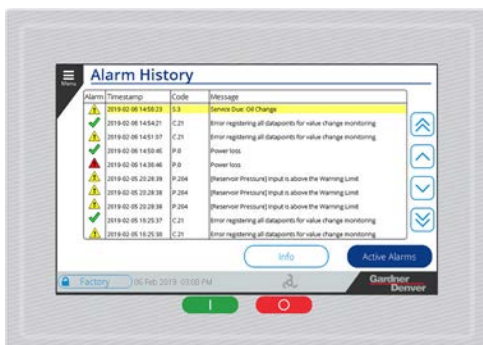 Menu
Alarm History
Alarm Timestamp Code Message
2019-02-06 14:58:23 S.3 Service Due: Oil Change
2019-02-06 14:54:21 C.21 Error registering all datapoints for value change monitoring
2019-02-06 14:51:07 C.21 Error registering all datapoints for value change monitoring
2019-02-06 14:50:46 P.0 Power loss
2019-02-06 14:30:46 P.0 Power loss
2019-02-05 20:28:39 P.204 [Reservoir Pressure] Input is above the Warning Limit
2019-02-05 20:28:38 P.204 [Reservoir Pressure] Input is above the Warning Limit
2019-02-05 20:28:38 P.204 [Reservoir Pressure] Input is above the Warning Limit
2019-02-05 18:25:37 C.21 Error registering all datapoints for value change monitoring
2019-02-05 18:25:30 C.21 Error registering all datapoints for value change monitoring
Info Active Alarms
Factory 06 Feb 2019 03:00 PM
Gardner
Denver